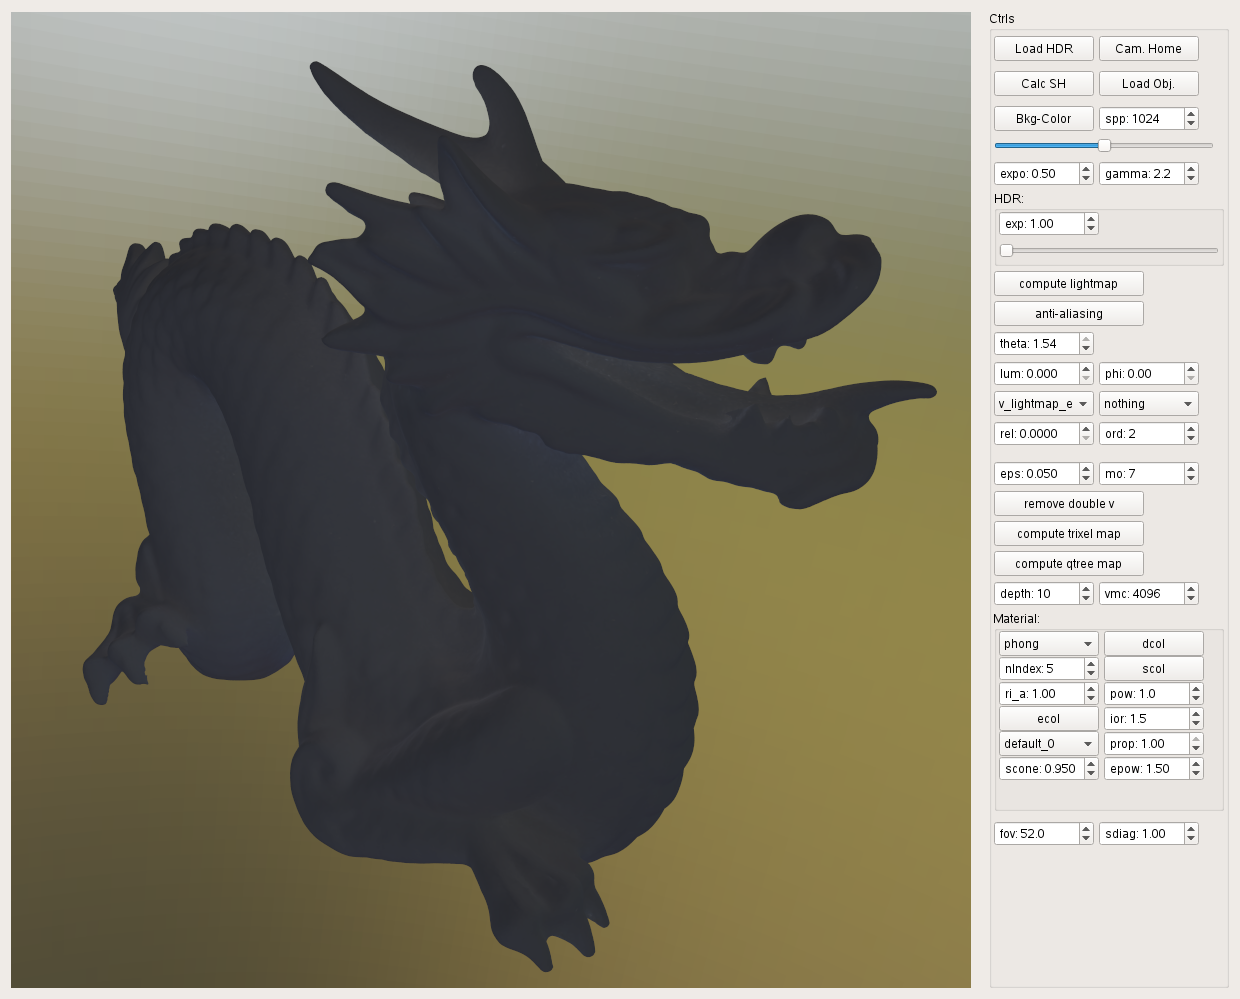 Ctrls
Load HDR Cam. Home
Calc SH Load Obj.
Bkg-Color spp: 1024
expo: 0.50 gamma: 2.2
HDR:
exp: 1.00
compute lightmap
anti-aliasing
theta: 1.54
lum: 0.000 phi: 0.00
v_lightmap_e nothing
rel: 0.0000 ord: 2
eps: 0.050 mo: 7
remove double v
compute trixel map
compute qtree map
depth: 10 vmc: 4096
Material:
phong dcol
nIndex: 5 scol
ri_a: 1.00 pow: 1.0
ecol ior: 1.5
default_0 prop: 1.00
scone: 0.950 epow: 1.50
fov: 52.0 sdiag: 1.00